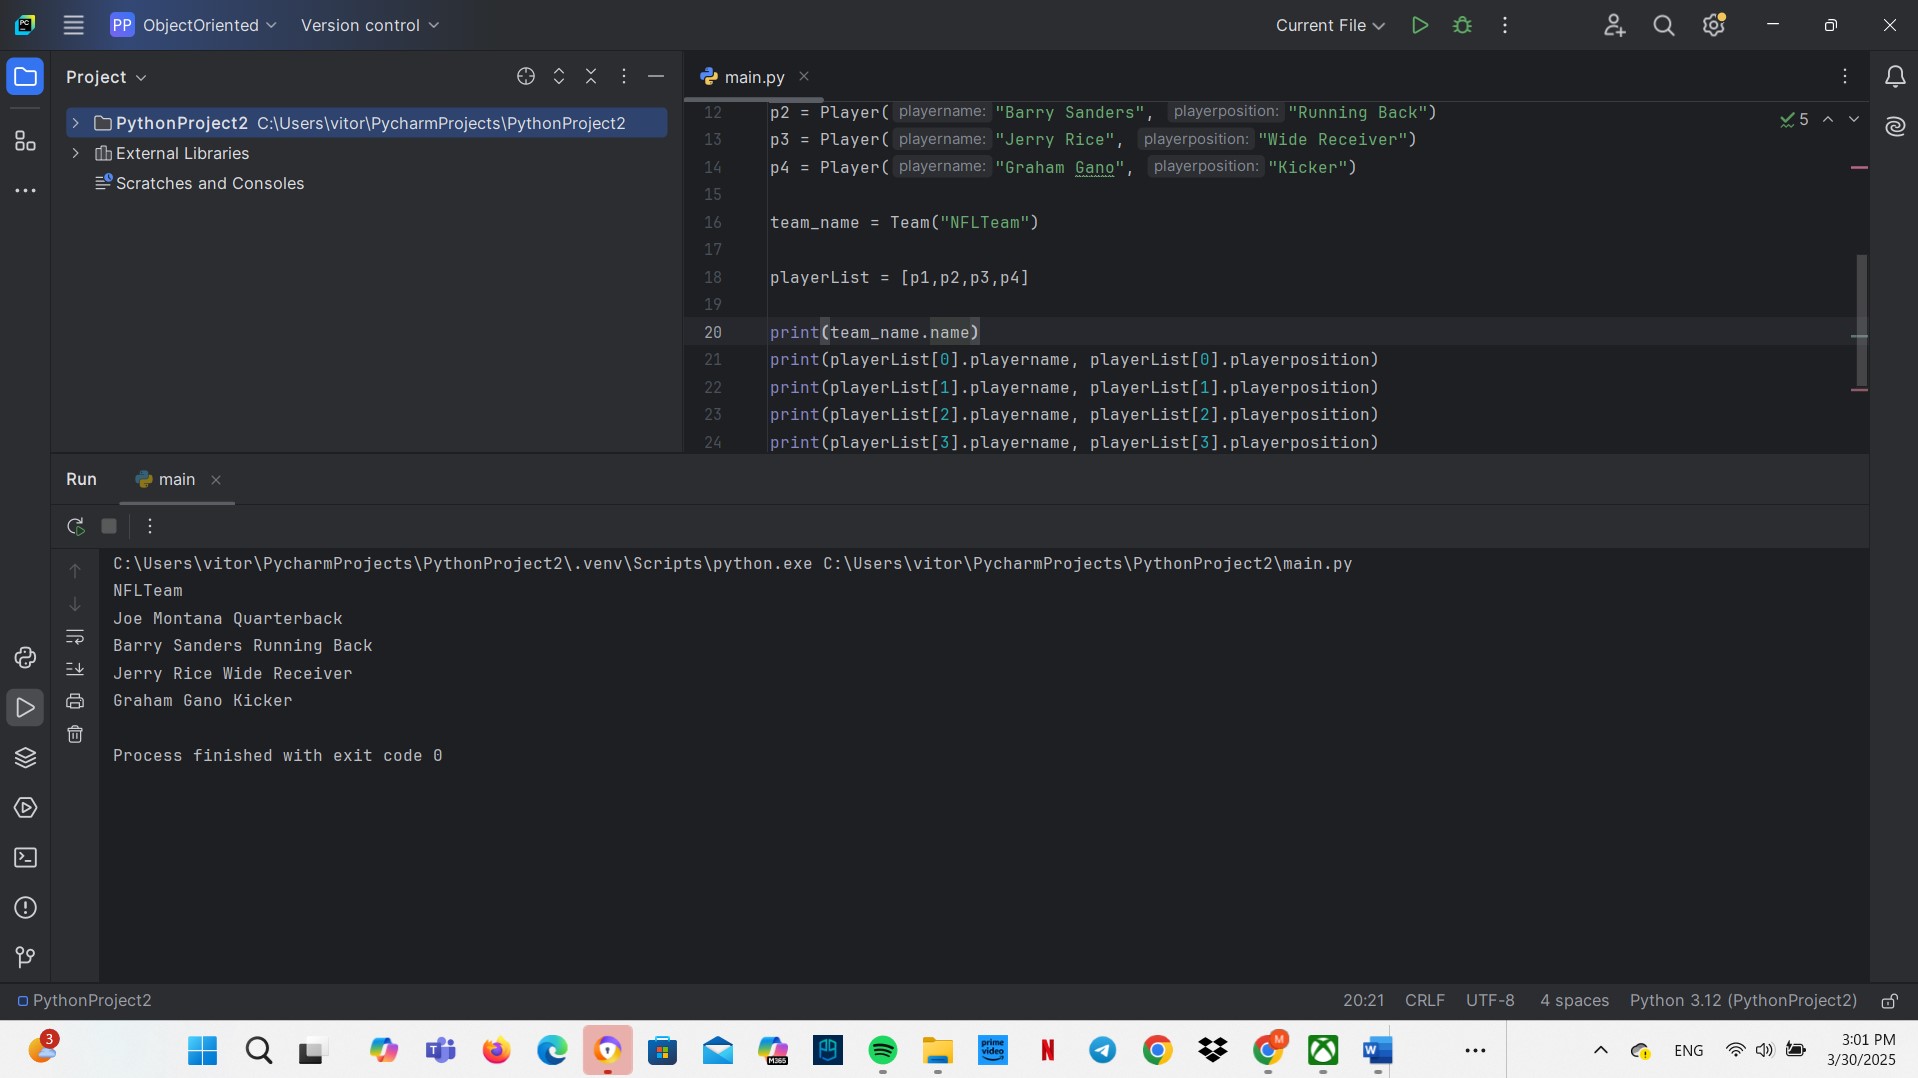 PC
PP ObjectOriented Version control Current File
Project
PythonProject2 C:\Users\vitor\PycharmProjects\PythonProject2
External Libraries
Scratches and Consoles
main.py
5
12 p2 = Player( playername: "Barry Sanders", playerposition: "Running Back")
13 p3 = Player( playername: "Jerry Rice", playerposition: "Wide Receiver")
14 p4 = Player( playername: "Graham Gano", playerposition: "Kicker")
15
16 team_name = Team("NFLTeam")
17
18 playerList = [p1,p2,p3,p4]
19
20 print(team_name.name)
21 print(playerList[0].playername, playerList[0].playerposition)
22 print(playerList[1].playername, playerList[1].playerposition)
23 print(playerList[2].playername, playerList[2].playerposition)
24 print(playerList[3].playername, playerList[3].playerposition)
Run main
C:\Users\vitor\PycharmProjects\PythonProject2\.venv\Scripts\python.exe C:\Users\vitor\PycharmProjects\PythonProject2\main.py
NFLTeam
Joe Montana Quarterback
Barry Sanders Running Back
Jerry Rice Wide Receiver
Graham Gano Kicker
Process finished with exit code 0
PythonProject2 20:21 CRLF UTF-8 4 spaces Python 3.12 (PythonProject2)
3
M365
prime video
N
M
W
ENG
3:01 PM
3/30/2025